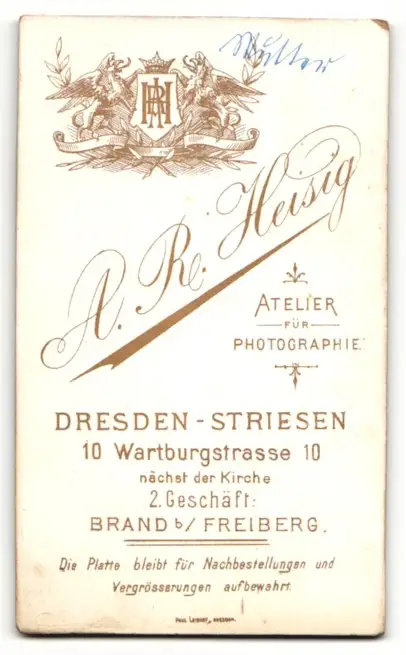 Mutter
A. R. Heisig
ATELIER
FÜR
PHOTOGRAPHIE.
DRESDEN - STRIESEN
10 Wartburgstrasse 10
nächst der Kirche
2. Geschäft:
BRAND b/ FREIBERG.
Die Platte bleibt für Nachbestellungen und
Vergrösserungen aufbewahrt.